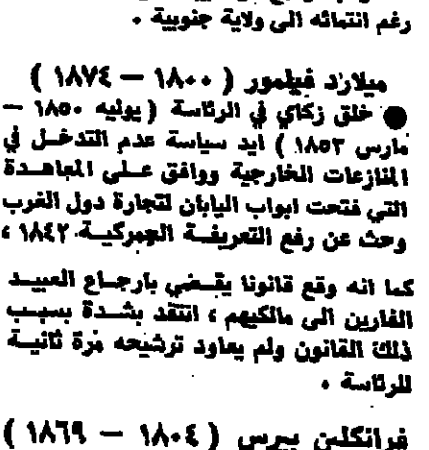 رغم انتمائه الى ولاية جنوبية .
ميلارد فيلمور ( ١٨٠٠ — ١٨٧٤ )
● خلق زكاي في الرئاسة ( يوليه ١٨٥٠ —
مارس ١٨٥٣ ) أيد سياسة عدم التدخل في
المنازعات الخارجية ووافق على المعاهدة
التي فتحت ابواب اليابان لتجارة دول الغرب
وحث عن رفع التعريفة الجمركية ١٨٤٢ ،
كما انه وقع قانونا يقضي بارجاع العبيد
الفارين الى مالكيهم ، انتقد بشدة بسبب
ذلك القانون ولم يعاود ترشيحه مرة ثانية
للرئاسة .
فرانكلين بيرس ( ١٨٠٤ — ١٨٦٩ )